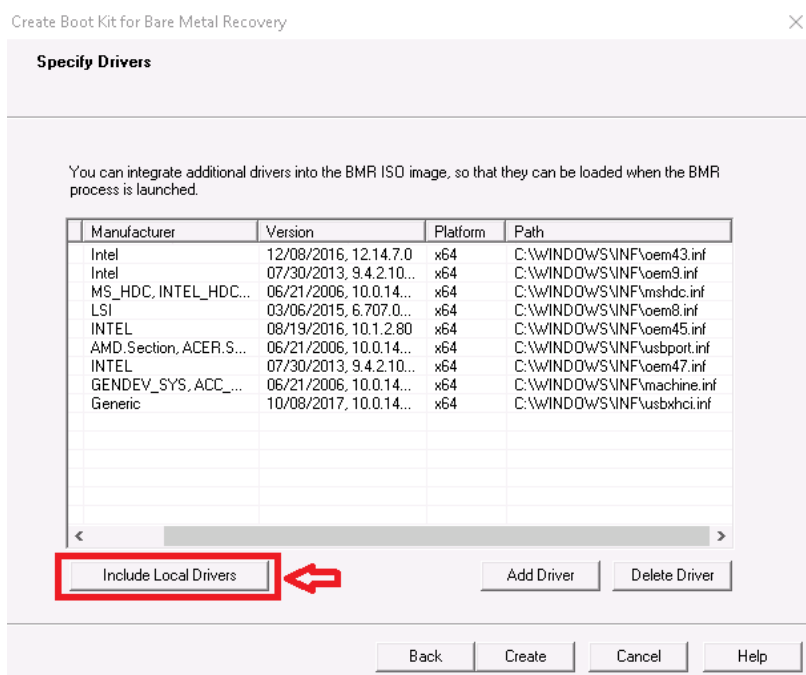 Create Boot Kit for Bare Metal Recovery
Specify Drivers
You can integrate additional drivers into the BMR ISO image, so that they can be loaded when the BMR
process is launched.
Manufacturer Version Platform Path
Intel 12/08/2016, 12.14.7.0 x64 C:\WINDOWS\INF\oem43.inf
Intel 07/30/2013, 9.4.2.10... x64 C:\WINDOWS\INF\oem9.inf
MS_HDC, INTEL_HDC... 06/21/2006, 10.0.14... x64 C:\WINDOWS\INF\mshdc.inf
LSI 03/06/2015, 6.707.0... x64 C:\WINDOWS\INF\oem8.inf
INTEL 08/19/2016, 10.1.2.80 x64 C:\WINDOWS\INF\oem45.inf
AMD.Section, ACER.S... 06/21/2006, 10.0.14... x64 C:\WINDOWS\INF\usbport.inf
INTEL 07/30/2013, 9.4.2.10... x64 C:\WINDOWS\INF\oem47.inf
GENDEV_SYS, ACC_... 06/21/2006, 10.0.14... x64 C:\WINDOWS\INF\machine.inf
Generic 10/08/2017, 10.0.14... x64 C:\WINDOWS\INF\usbxhci.inf
Include Local Drivers Add Driver Delete Driver
Back Create Cancel Help